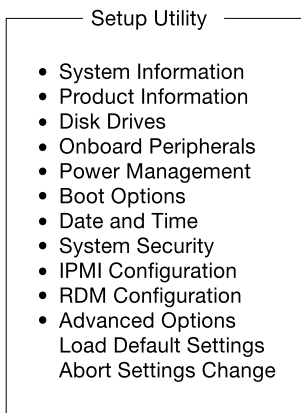 Setup Utility
• System Information
• Product Information
• Disk Drives
• Onboard Peripherals
• Power Management
• Boot Options
• Date and Time
• System Security
• IPMI Configuration
• RDM Configuration
• Advanced Options
Load Default Settings
Abort Settings Change